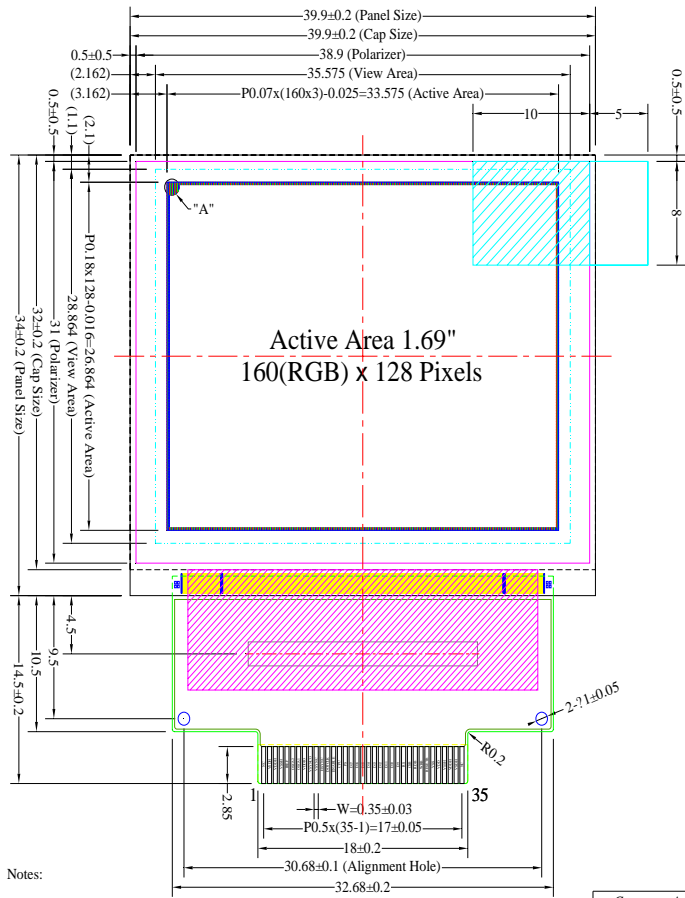 39.9±0.2 (Panel Size)
39.9±0.2 (Cap Size)
0.5±0.5
38.9 (Polarizer)
(2.162)
35.575 (View Area)
(3.162)
P0.07x(160x3)-0.025=33.575 (Active Area)
0.5±0.5
(1.1)
(2.1)
10
5
0.5±0.5
8
"A"
Active Area 1.69"
160(RGB) x 128 Pixels
P0.18x128-0.016=26.864 (Active Area)
28.864 (View Area)
31 (Polarizer)
32±0.2 (Cap Size)
34±0.2 (Panel Size)
4.5
9.5
10.5
14.5±0.2
2-?1±0.05
R0.2
2.85
1
35
W=0.35±0.03
P0.5x(35-1)=17±0.05
18±0.2
30.68±0.1 (Alignment Hole)
32.68±0.2
Notes: